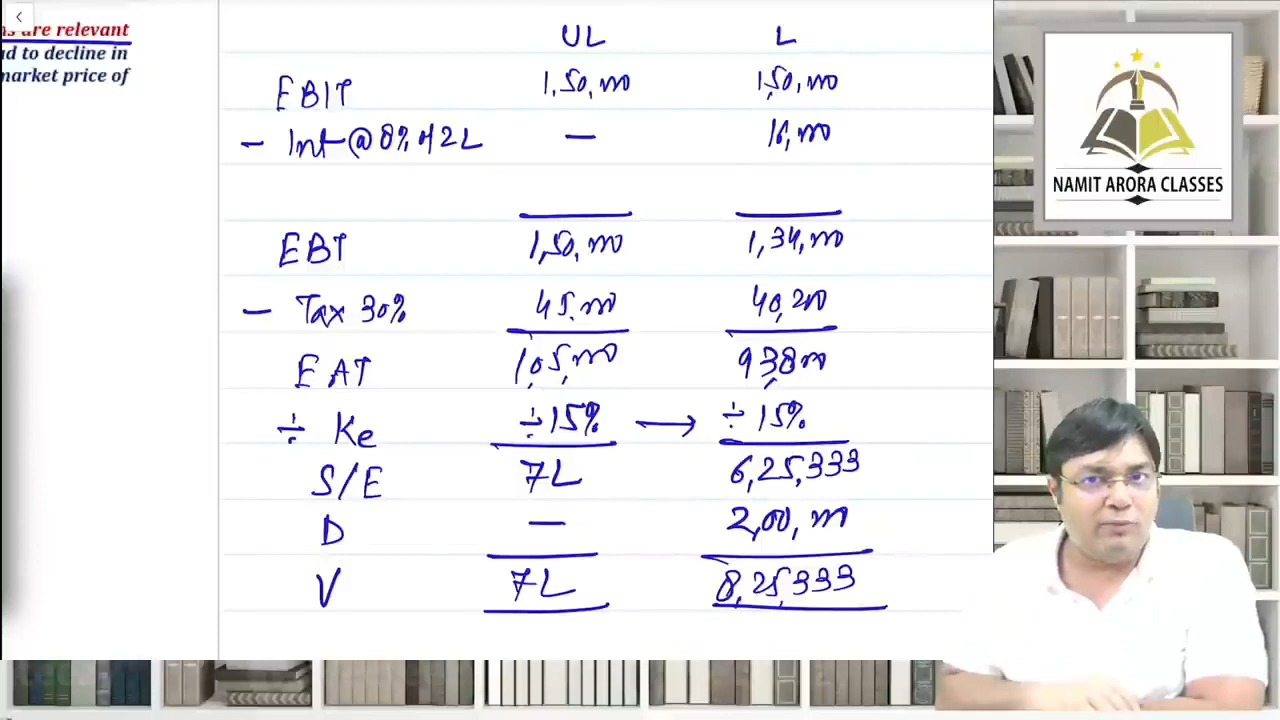 ns are relevant
ad to decline in
market price of
UL L
EBIT 1,50,000 1,50,000
- Int @ 8% of 2L — 16,000
EBT 1,50,000 1,34,000
- Tax 30% 45,000 40,200
EAT 1,05,000 93,800
÷ Ke ÷15% → ÷15%
S/E 7L 6,25,333
D — 2,00,000
V 7L 8,25,333
NAMIT ARORA CLASSES